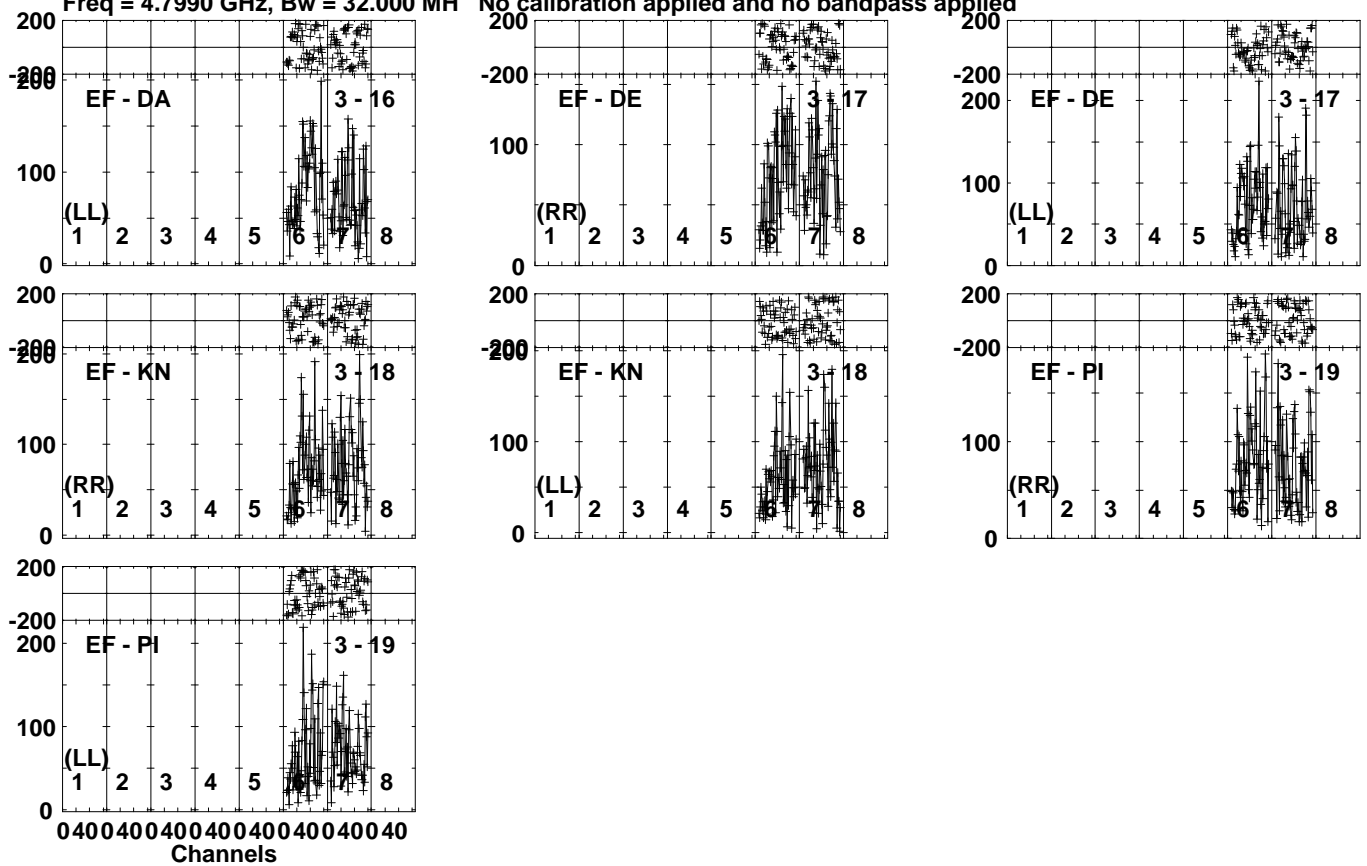 Freq = 4.7990 GHz, Bw = 32.000 MH No calibration applied and no bandpass applied
200
-200
200
EF - DA 3 - 16
100
(LL)
1 2 3 4 5 6 7 8
0
200
-200
EF - DE 3 - 17
100
(RR)
1 2 3 4 5 6 7 8
0
200
-200
200
EF - DE 3 - 17
100
(LL)
1 2 3 4 5 6 7 8
0
200
-200
200
EF - KN 3 - 18
100
(RR)
1 2 3 4 5 6 7 8
0
200
-200
200
EF - KN 3 - 18
100
(LL)
1 2 3 4 5 6 7 8
0
200
-200
EF - PI 3 - 19
100
(RR)
1 2 3 4 5 6 7 8
0
200
-200
200
EF - PI 3 - 19
100
(LL)
1 2 3 4 5 6 7 8
0
0 40 0 40 0 40 0 40 0 40 0 40 0 40 0 40
Channels